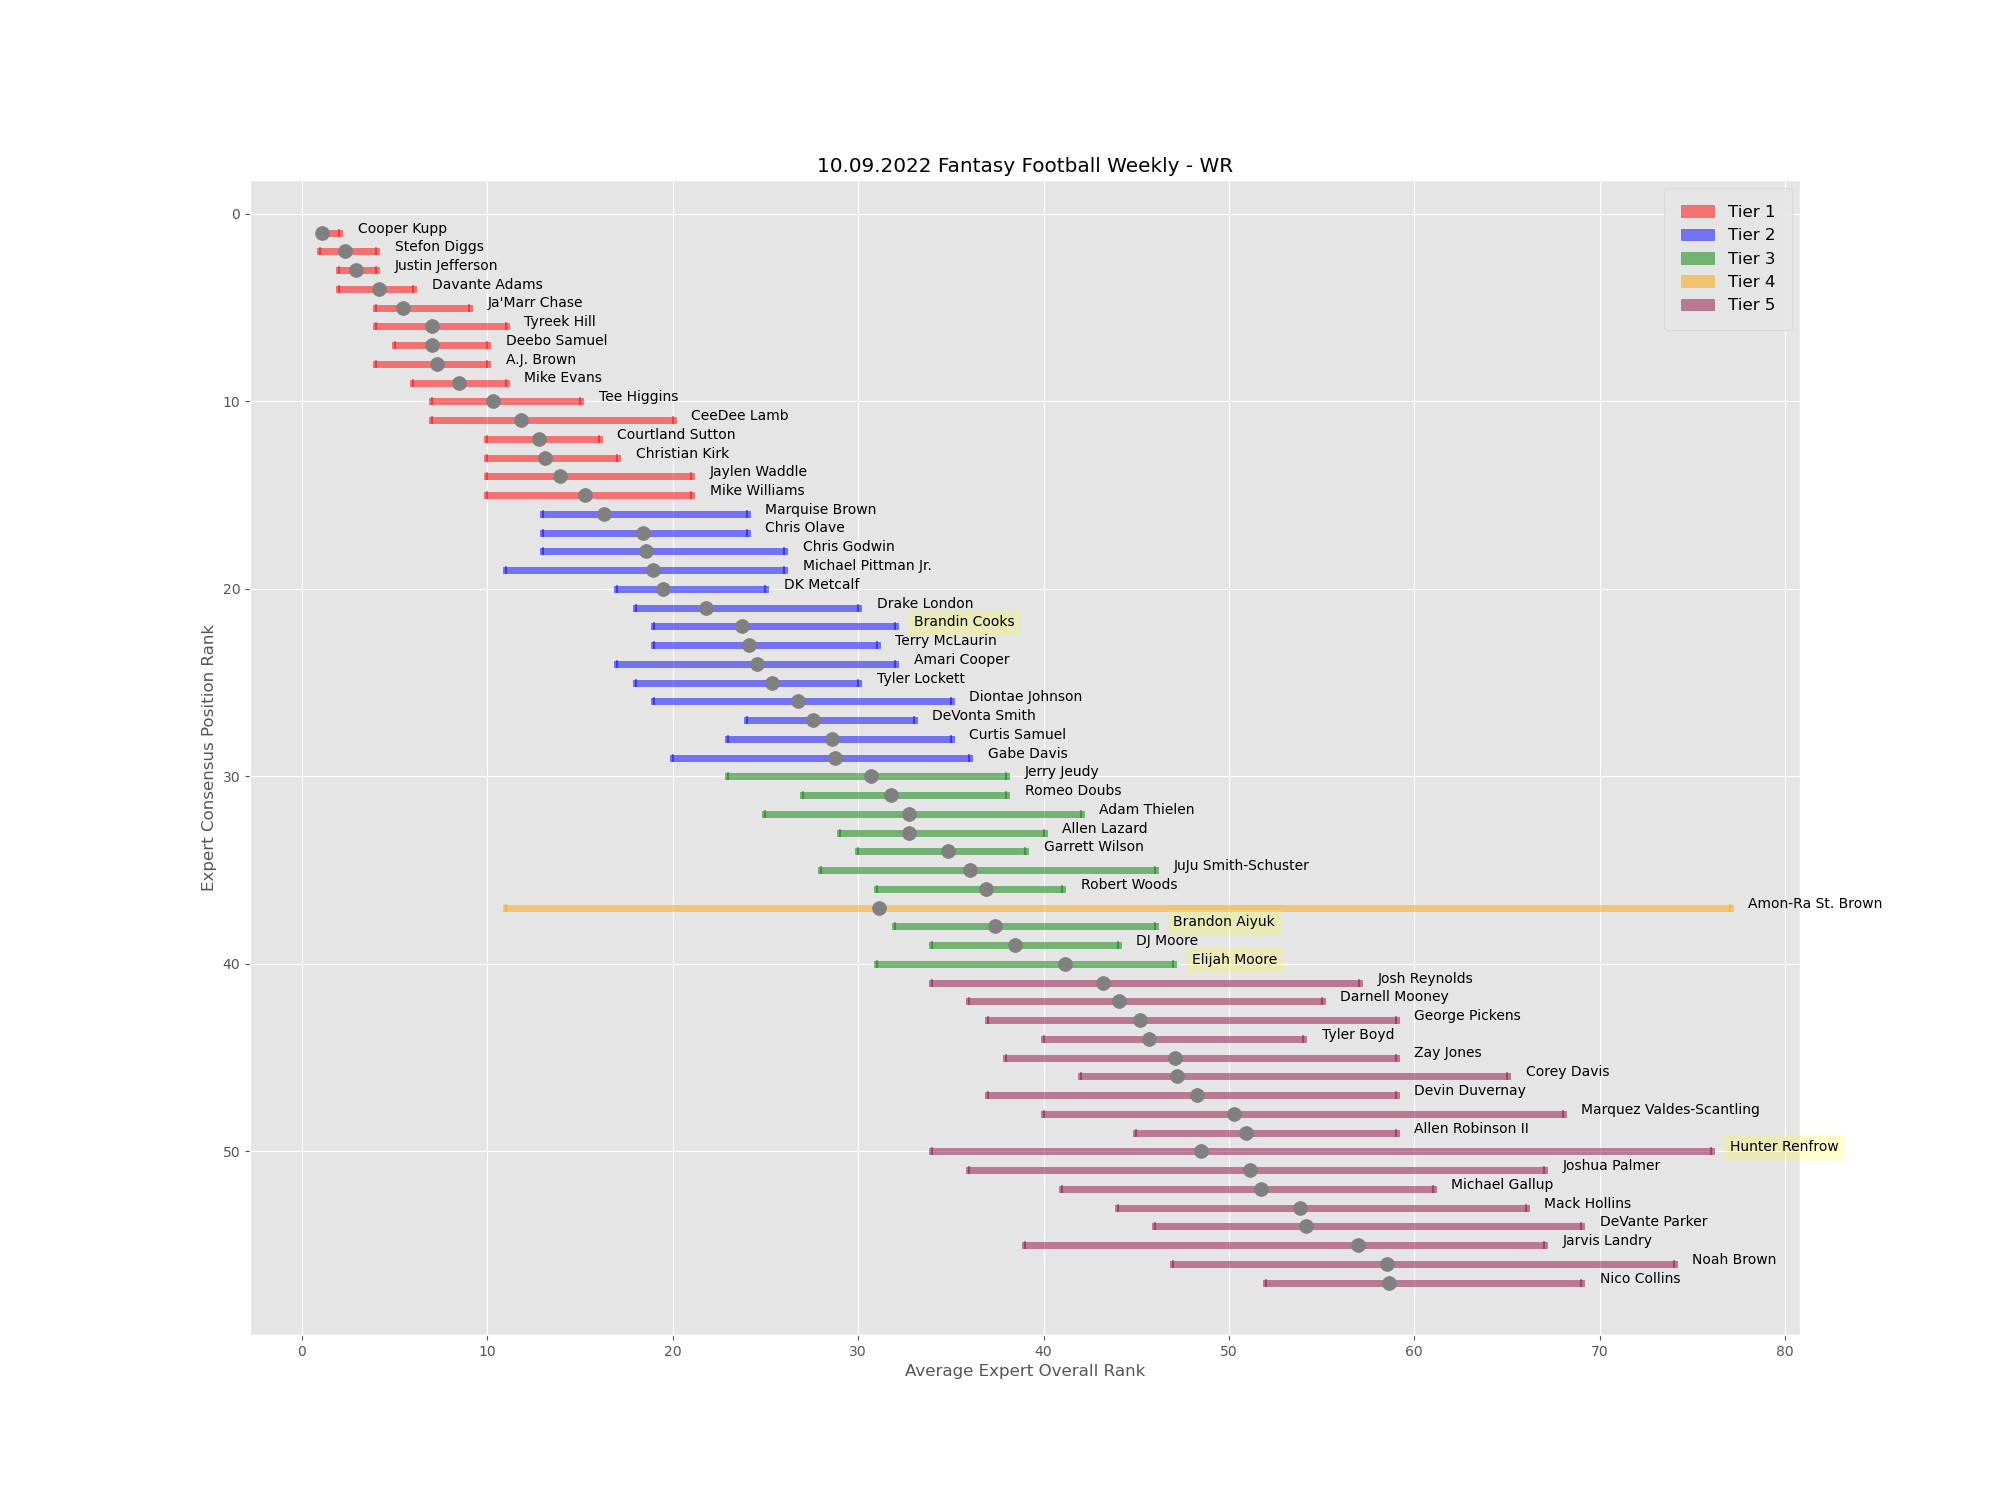 10.09.2022 Fantasy Football Weekly - WR
Tier 1
Tier 2
Tier 3
Tier 4
Tier 5
Expert Consensus Position Rank
0
10
20
30
40
50
Cooper Kupp
Stefon Diggs
Justin Jefferson
Davante Adams
Ja'Marr Chase
Tyreek Hill
Deebo Samuel
A.J. Brown
Mike Evans
Tee Higgins
CeeDee Lamb
Courtland Sutton
Christian Kirk
Jaylen Waddle
Mike Williams
Marquise Brown
Chris Olave
Chris Godwin
Michael Pittman Jr.
DK Metcalf
Drake London
Brandin Cooks
Terry McLaurin
Amari Cooper
Tyler Lockett
Diontae Johnson
DeVonta Smith
Curtis Samuel
Gabe Davis
Jerry Jeudy
Romeo Doubs
Adam Thielen
Allen Lazard
Garrett Wilson
JuJu Smith-Schuster
Robert Woods
Amon-Ra St. Brown
Brandon Aiyuk
DJ Moore
Elijah Moore
Josh Reynolds
Darnell Mooney
George Pickens
Tyler Boyd
Zay Jones
Corey Davis
Devin Duvernay
Marquez Valdes-Scantling
Allen Robinson II
Hunter Renfrow
Joshua Palmer
Michael Gallup
Mack Hollins
DeVante Parker
Jarvis Landry
Noah Brown
Nico Collins
0 10 20 30 40 50 60 70 80
Average Expert Overall Rank